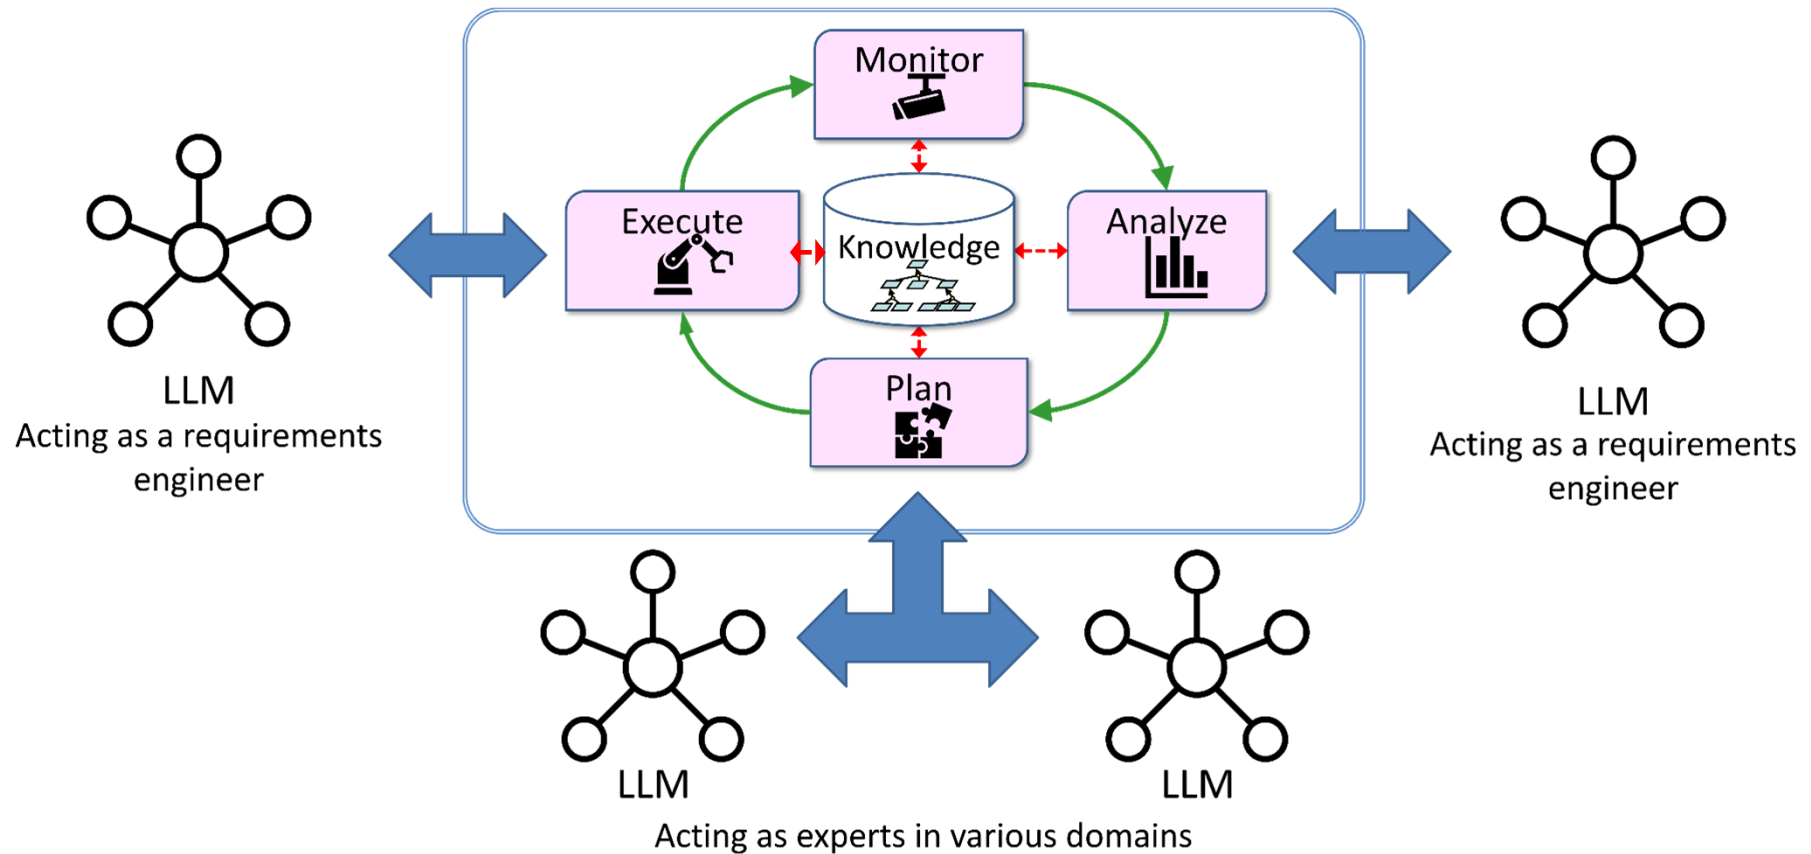 Monitor
Execute
Knowledge
Analyze
Plan
LLM
Acting as a requirements
engineer
LLM
Acting as a requirements
engineer
LLM
LLM
Acting as experts in various domains